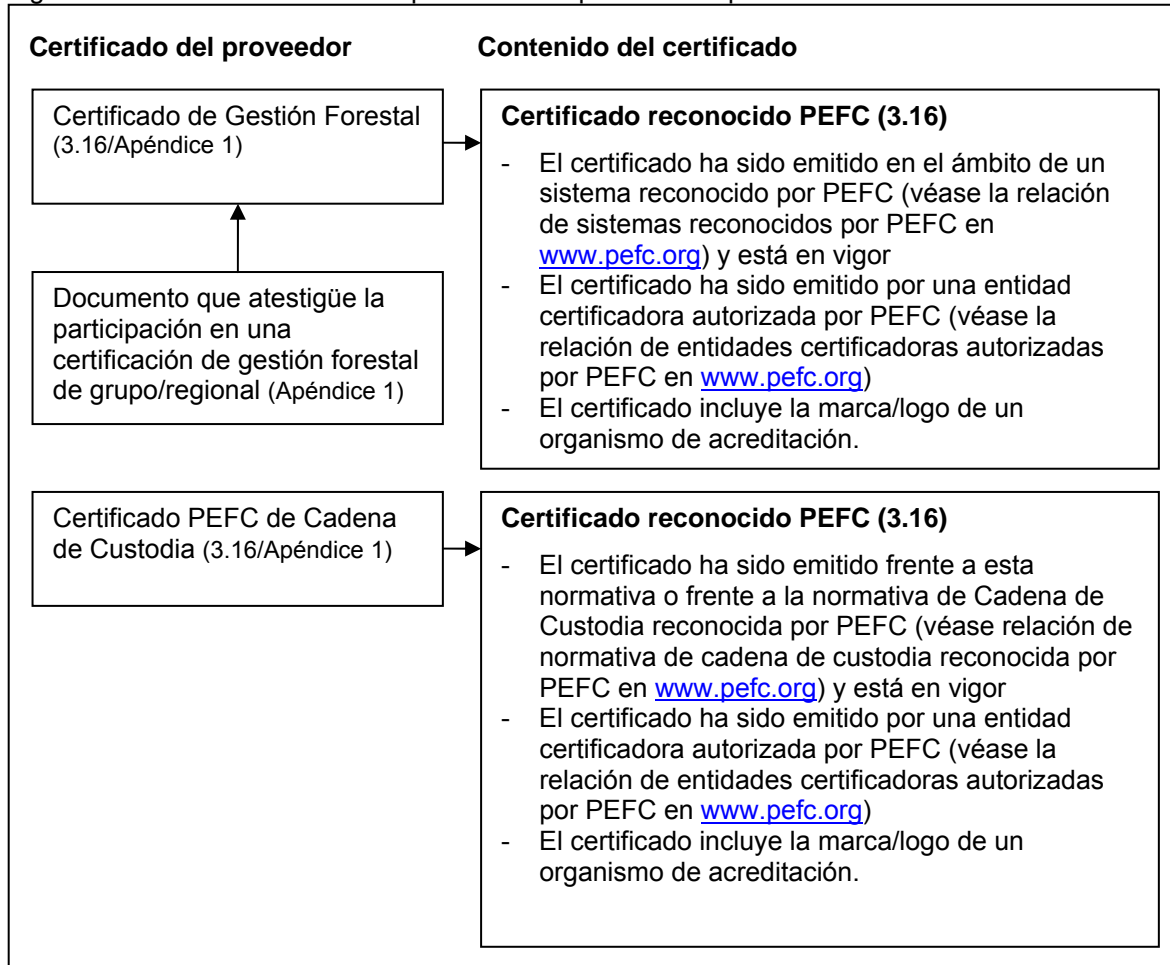 Certificado del proveedor
Contenido del certificado
Certificado de Gestión Forestal
(3.16/Apéndice 1)
Documento que atestigüe la
participación en una
certificación de gestión forestal
de grupo/regional (Apéndice 1)
Certificado reconocido PEFC (3.16)
- El certificado ha sido emitido en el ámbito de un
sistema reconocido por PEFC (véase la relación
de sistemas reconocidos por PEFC en
www.pefc.org) y está en vigor
- El certificado ha sido emitido por una entidad
certificadora autorizada por PEFC (véase la
relación de entidades certificadoras autorizadas
por PEFC en www.pefc.org)
- El certificado incluye la marca/logo de un
organismo de acreditación.
Certificado PEFC de Cadena
de Custodia (3.16/Apéndice 1)
Certificado reconocido PEFC (3.16)
- El certificado ha sido emitido frente a esta
normativa o frente a la normativa de Cadena de
Custodia reconocida por PEFC (véase relación de
normativa de cadena de custodia reconocida por
PEFC en www.pefc.org) y está en vigor
- El certificado ha sido emitido por una entidad
certificadora autorizada por PEFC (véase la
relación de entidades certificadoras autorizadas
por PEFC en www.pefc.org)
- El certificado incluye la marca/logo de un
organismo de acreditación.